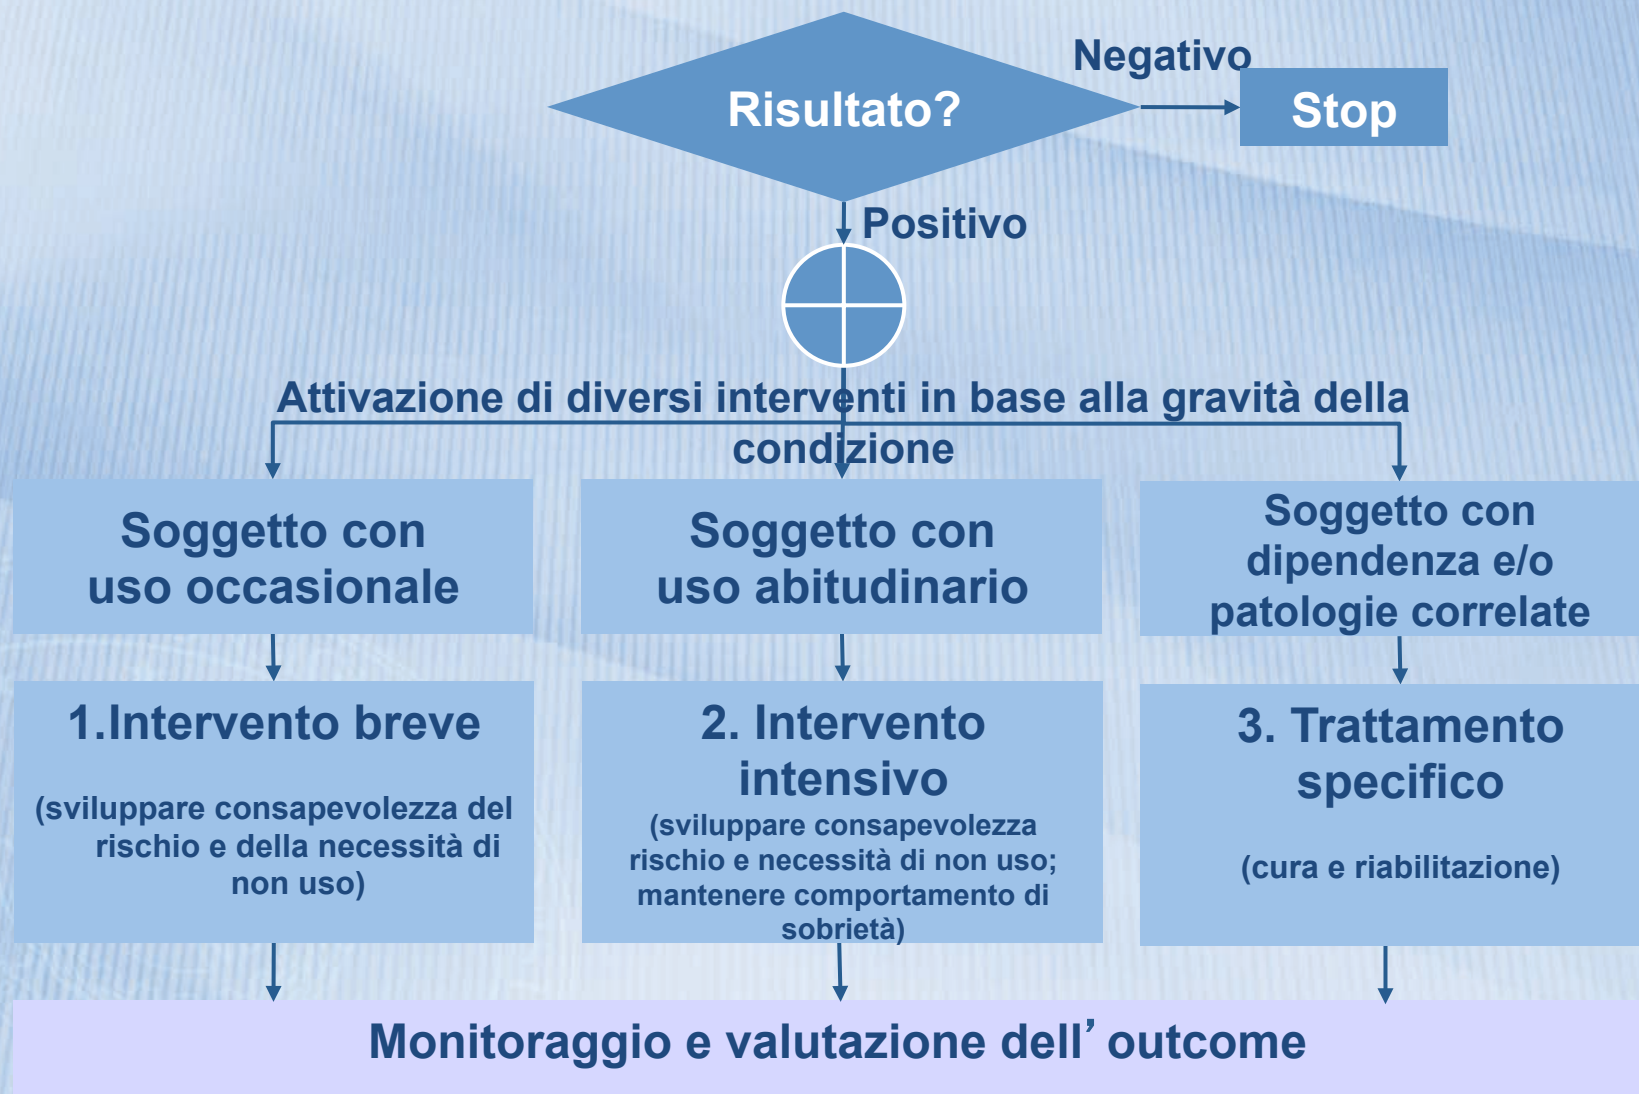 Negativo
Risultato?
Stop
Positivo
Attivazione di diversi interventi in base alla gravità della
condizione
Soggetto con
uso occasionale
Soggetto con
uso abitudinario
Soggetto con
dipendenza e/o
patologie correlate
1.Intervento breve
(sviluppare consapevolezza del
rischio e della necessità di
non uso)
2. Intervento
intensivo
(sviluppare consapevolezza
rischio e necessità di non uso;
mantenere comportamento di
sobrietà)
3. Trattamento
specifico
(cura e riabilitazione)
Monitoraggio e valutazione dell’ outcome